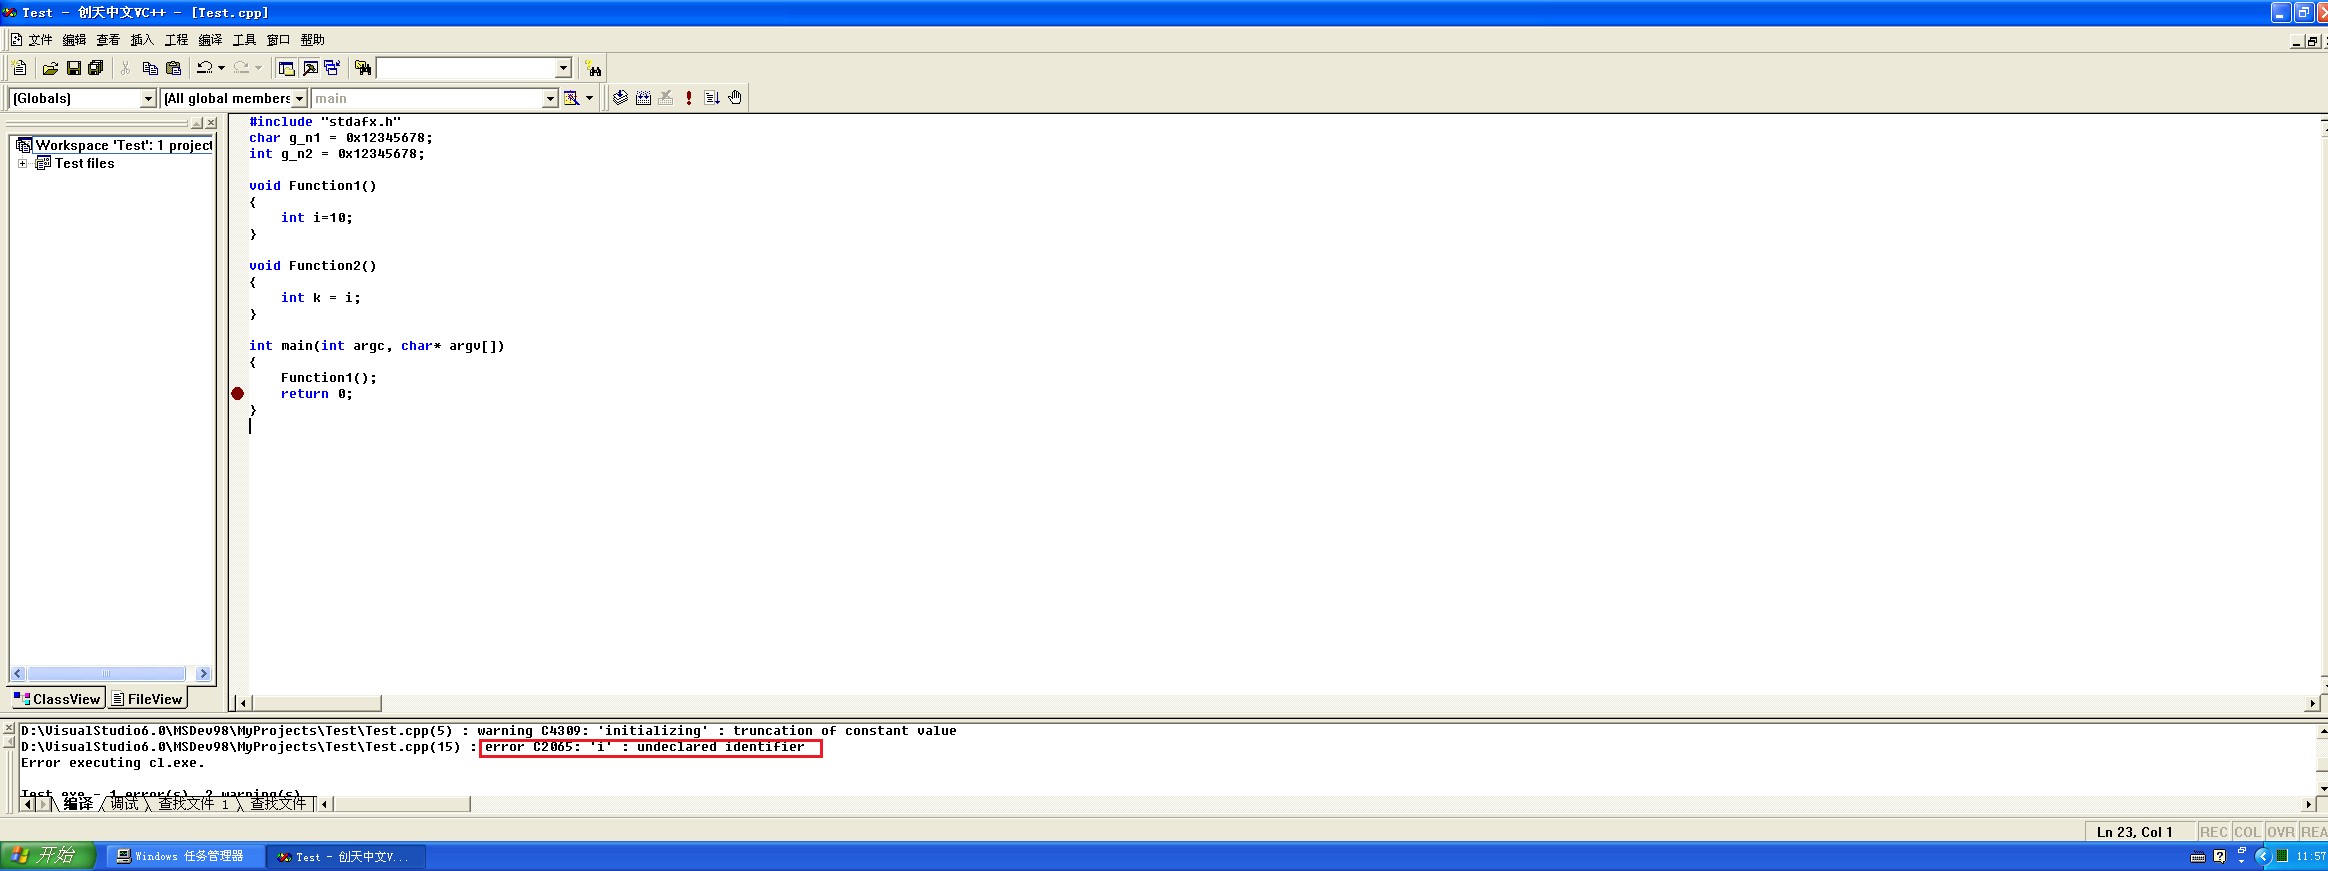 Test - 创天中文VC++ - [Test.cpp]
文件 编辑 查看 插入 工程 编译 工具 窗口 帮助
(Globals) (All global members main
Workspace 'Test': 1 project
Test files
#include "stdafx.h"
char g_n1 = 0x12345678;
int g_n2 = 0x12345678;
void Function1()
{
int i=10;
}
void Function2()
{
int k = i;
}
int main(int argc, char* argv[])
{
Function1();
return 0;
}
ClassView FileView
D:\VisualStudio6.0\MSDev98\MyProjects\Test\Test.cpp(5) : warning C4309: 'initializing' : truncation of constant value
D:\VisualStudio6.0\MSDev98\MyProjects\Test\Test.cpp(15) : error C2065: 'i' : undeclared identifier
Error executing cl.exe.
Test.exe - 1 error(s), 2 warning(s)
编译 调试 查找文件 1 查找文件
Ln 23, Col 1 REC COL OVR REA
开始 Windows 任务管理器 Test - 创天中文V... 11:57